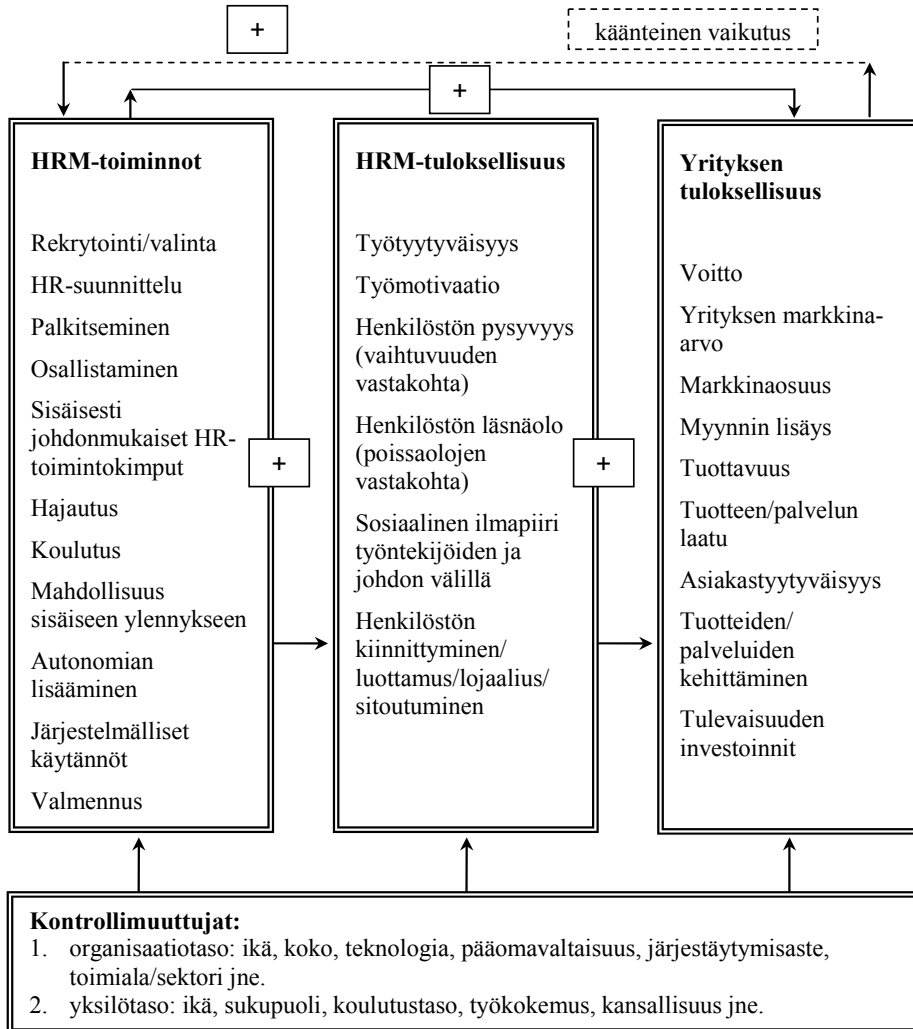 +
käänteinen vaikutus
+
HRM-toiminnot
Rekrytointi/valinta
HR-suunnittelu
Palkitseminen
Osallistaminen
Sisäisesti
johdonmukaiset HR-
toimintokimput
Hajautus
Koulutus
Mahdollisuus
sisäiseen ylennykseen
Autonomian
lisääminen
Järjestelmälliset
käytännöt
Valmennus
+
HRM-tuloksellisuus
Työtyytyväisyys
Työmotivaatio
Henkilöstön pysyvyys
(vaihtuvuuden
vastakohta)
Henkilöstön läsnäolo
(poissaolojen
vastakohta)
Sosiaalinen ilmapiiri
työntekijöiden ja
johdon välillä
Henkilöstön
kiinnittyminen/
luottamus/lojaalius/
sitoutuminen
+
Yrityksen
tuloksellisuus
Voitto
Yrityksen markkina-
arvo
Markkinaosuus
Myynnin lisäys
Tuottavuus
Tuotteen/palvelun
laatu
Asiakastyytyväisyys
Tuotteiden/
palveluiden
kehittäminen
Tulevaisuuden
investoinnit
Kontrollimuuttujat:
1. organisaatiotaso: ikä, koko, teknologia, pääomavaltaisuus, järjestäytymisaste,
toimiala/sektori jne.
2. yksilötaso: ikä, sukupuoli, koulutustaso, työkokemus, kansallisuus jne.